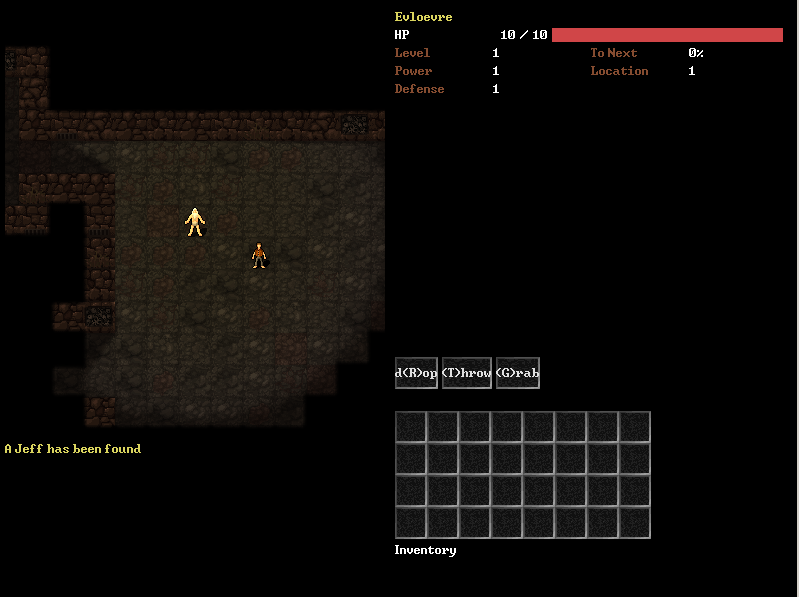 Evloevre
HP 10 / 10
Level 1 To Next 0%
Power 1 Location 1
Defense 1
d(R)op (T)hrow (G)rab
A Jeff has been found
Inventory